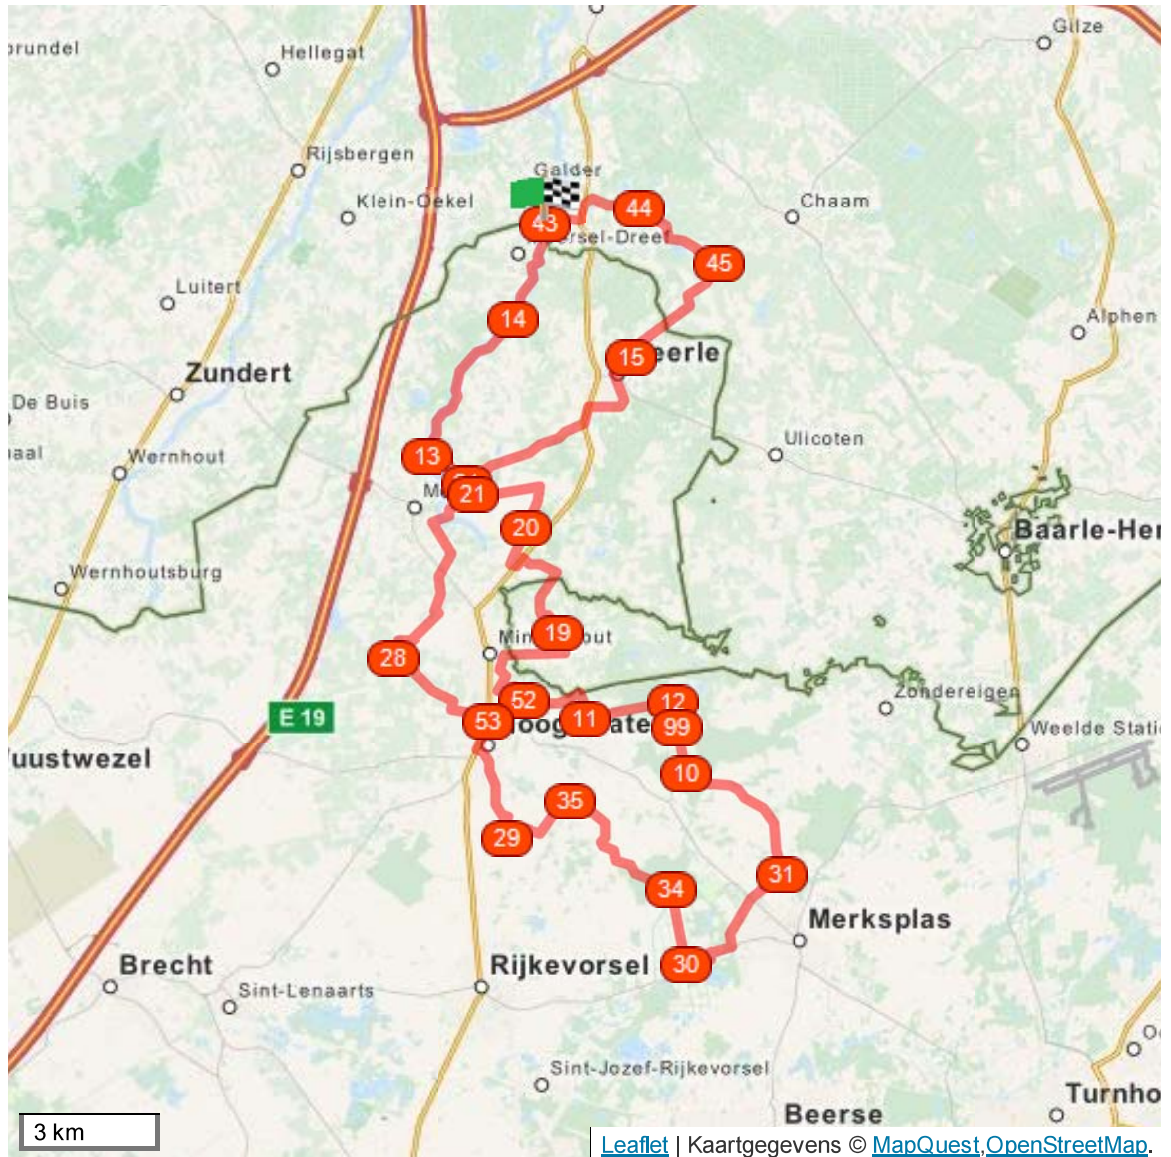 Gilze
Hellegat
Rijsbergen
Galder
Klein-Oekel
Chaam
44
43
45
Luitert
14
Alphen
15
Zundert
De Buis
Ulicoten
13
Wernhout
21
20
Baarle-Her
Wernhoutsburg
19
28
Zondereigen
52
12
E 19
53
11
99
Weelde Stati
10
35
29
31
34
Merksplas
Brecht
Rijkevorsel
30
Sint-Lenaarts
Sint-Jozef-Rijkevorsel
Turnho
Beerse
3 km
Leaflet | Kaartgegevens © MapQuest,OpenStreetMap.